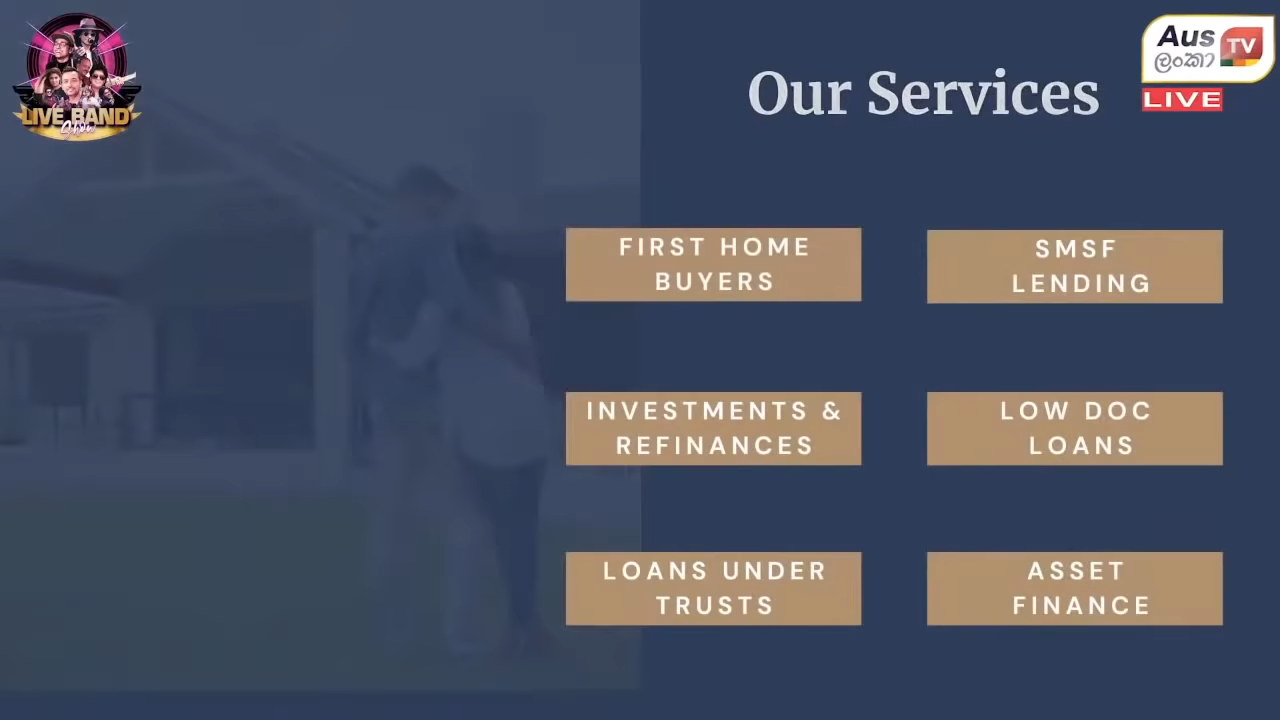 LIVE BAND
Show
Aus
ලංකා
TV
LIVE
Our Services
FIRST HOME
BUYERS
SMSF
LENDING
INVESTMENTS &
REFINANCES
LOW DOC
LOANS
LOANS UNDER
TRUSTS
ASSET
FINANCE